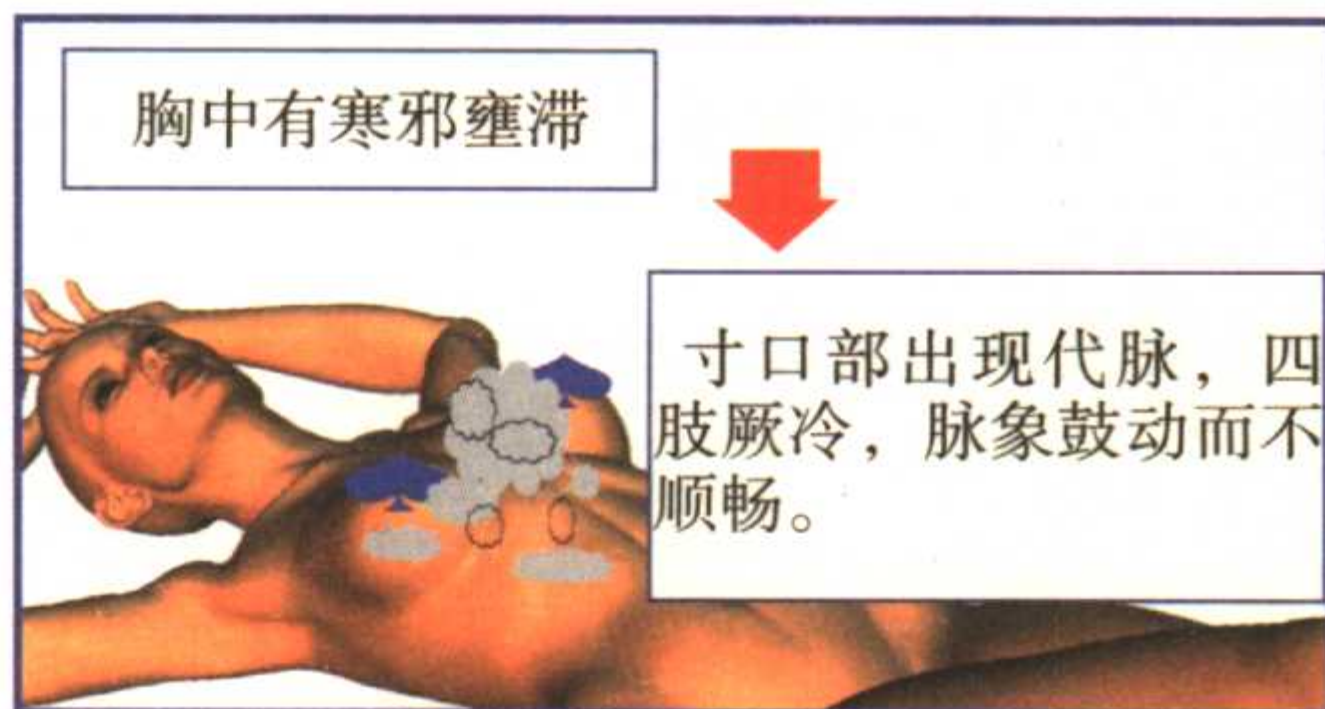 胸中有寒邪壅滞
寸口部出现代脉，四
肢厥冷，脉象鼓动而不
顺畅。